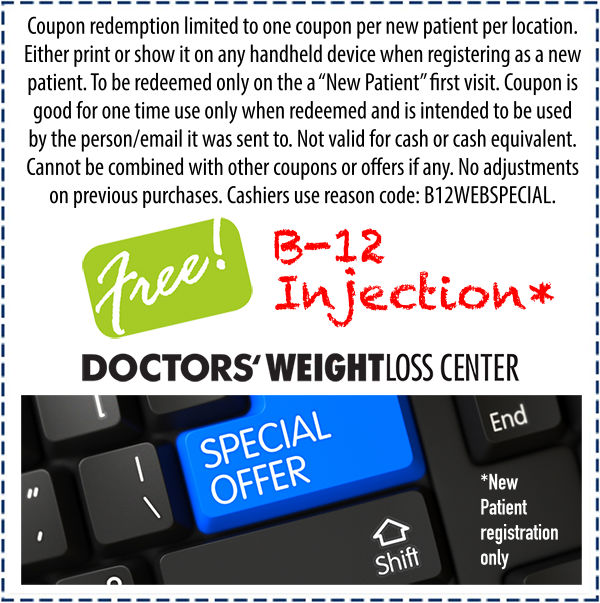 Coupon redemption limited to one coupon per new patient per location.
Either print or show it on any handheld device when registering as a new
patient. To be redeemed only on the a “New Patient” first visit. Coupon is
good for one time use only when redeemed and is intended to be used
by the person/email it was sent to. Not valid for cash or cash equivalent.
Cannot be combined with other coupons or offers if any. No adjustments
on previous purchases. Cashiers use reason code: B12WEBSPECIAL.
Free!
B-12
Injection*
DOCTORS‘ WEIGHTLOSS CENTER
[
End
SPECIAL
OFFER
"
'
|
\
Shift
*New
Patient
registration
only